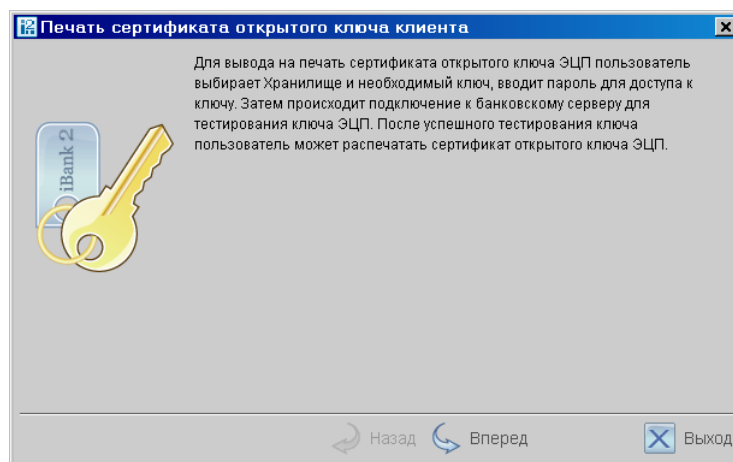 Печать сертификата открытого ключа клиента
Для вывода на печать сертификата открытого ключа ЭЦП пользователь
выбирает Хранилище и необходимый ключ, вводит пароль для доступа к
ключу. Затем происходит подключение к банковскому серверу для
тестирования ключа ЭЦП. После успешного тестирования ключа
пользователь может распечатать сертификат открытого ключа ЭЦП.
iBank 2
Назад Вперед Выход